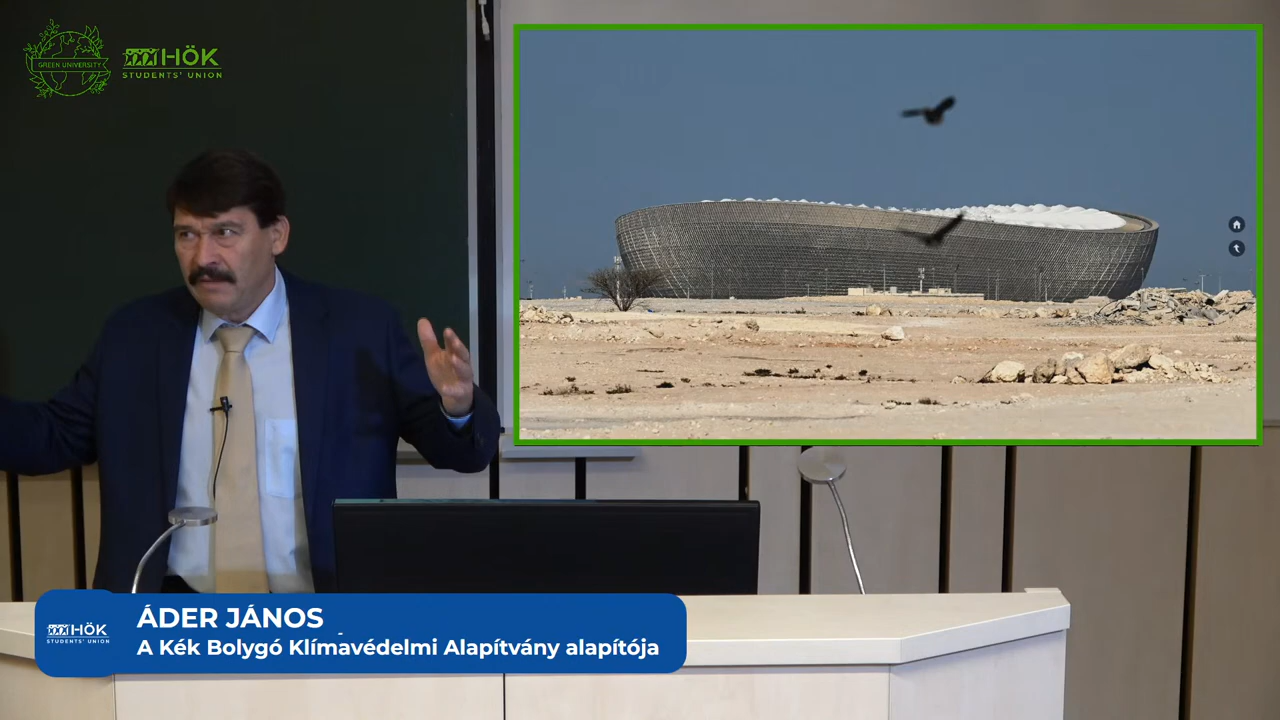 GREEN UNIVERSITY
HÖK
STUDENTS' UNION
HÖK
STUDENTS' UNION
ÁDER JÁNOS
A Kék Bolygó Klímavédelmi Alapítvány alapítója